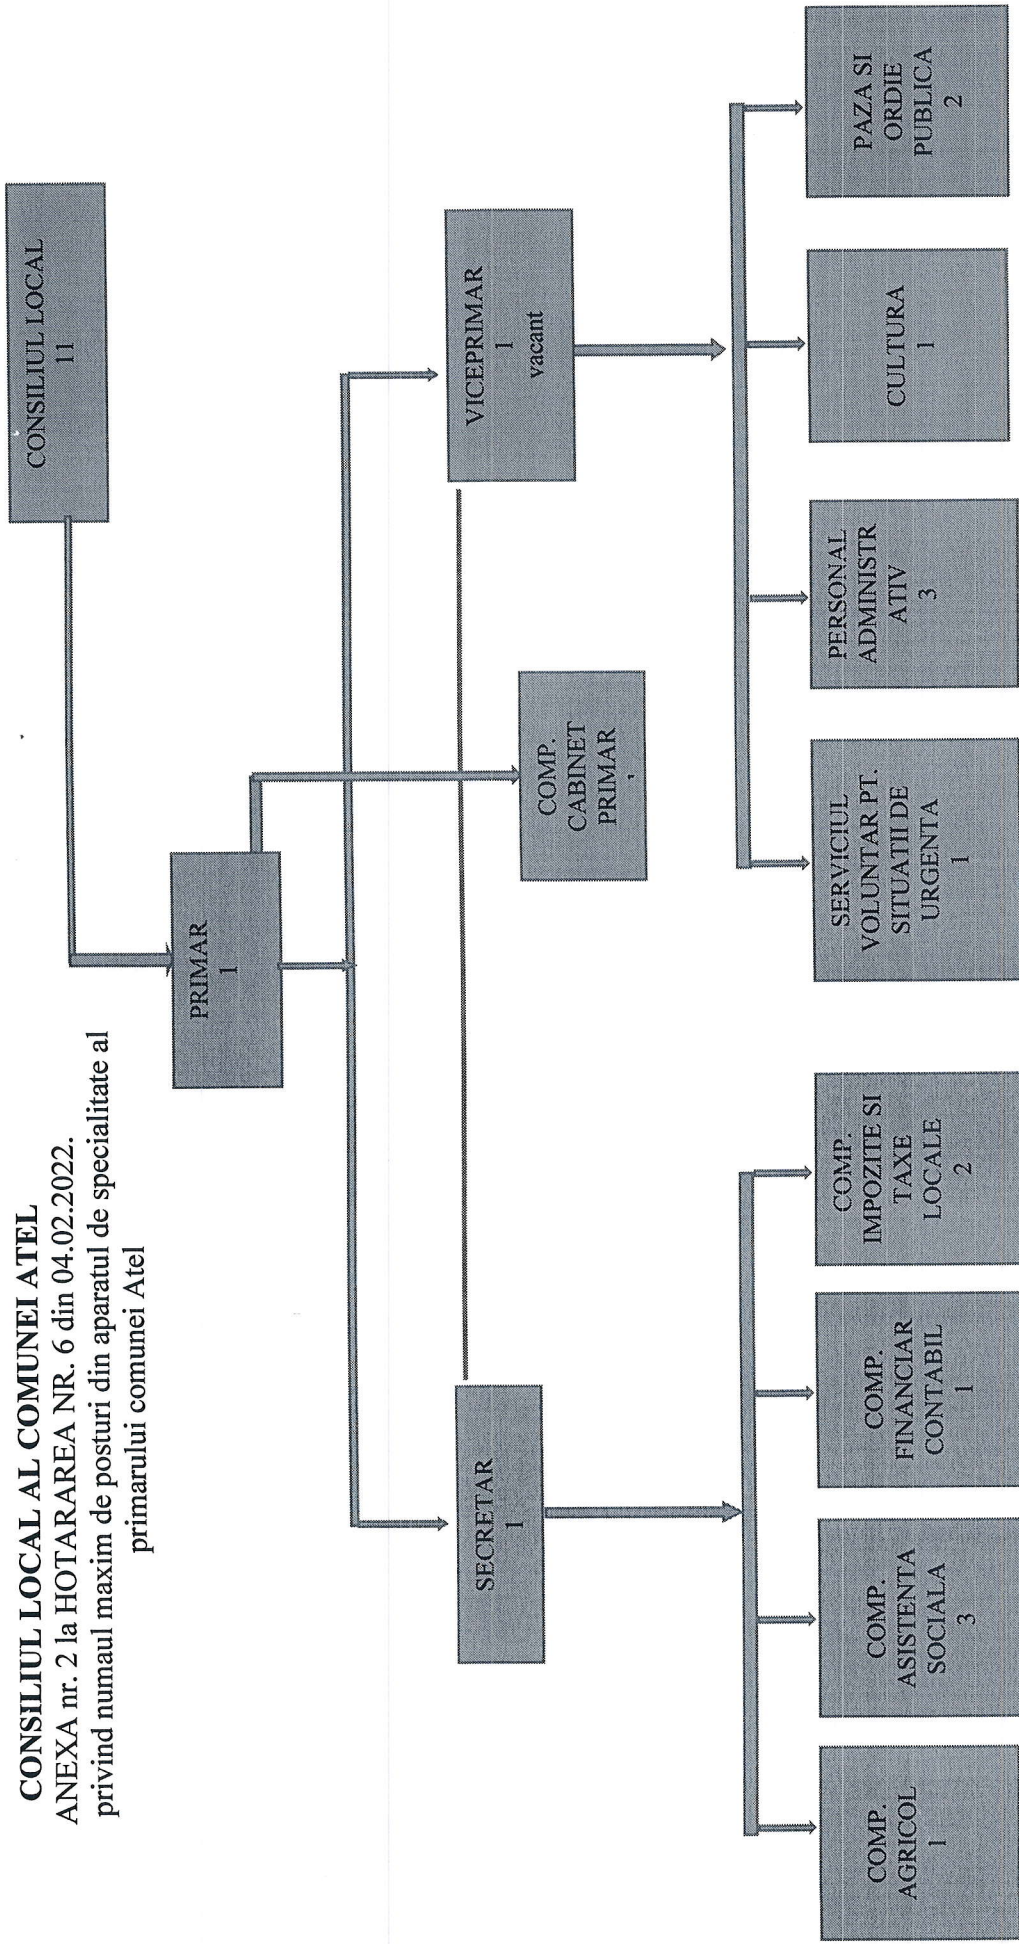 CONSILIUL LOCAL AL COMUNEI ATEL
ANEXA nr. 2 la HOTARAREA NR. 6 din 04.02.2022.
privind numaul maxim de posturi din aparatul de specialitate al
primarului comunei Atel
CONSILIUL LOCAL
11
PRIMAR
1
SECRETAR
1
VICEPRIMAR
1
vacant
COMP.
CABINET
PRIMAR
COMP.
AGRICOL
1
COMP.
ASISTENTA
SOCIALA
3
COMP.
FINANCIAR
CONTABIL
1
COMP.
IMPOZITE SI
TAXE
LOCALE
2
SERVICIUL
VOLUNTAR PT.
SITUATII DE
URGENTA
1
PERSONAL
ADMINISTR
ATIV
3
CULTURA
1
PAZA SI
ORDIE
PUBLICA
2